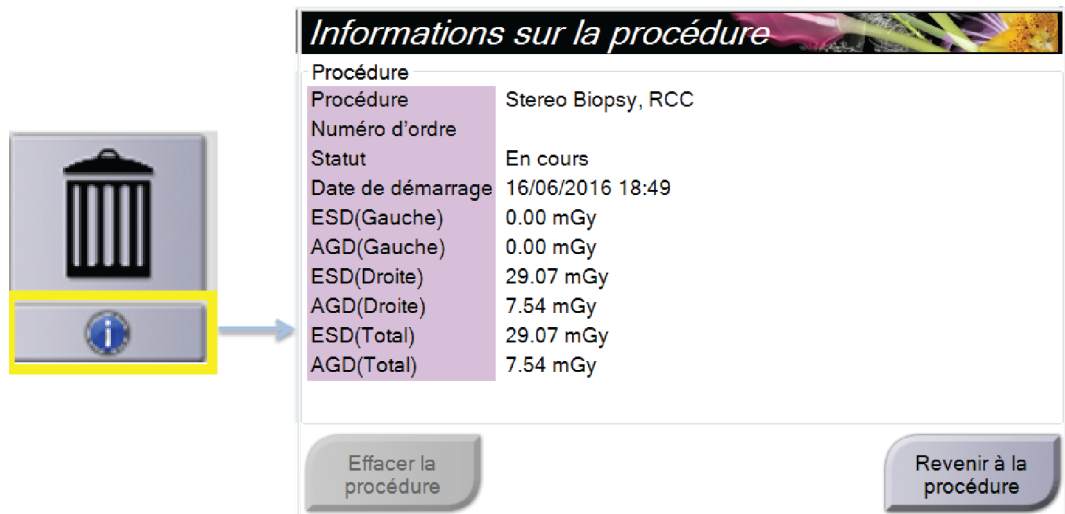 Informations sur la procédure
Procédure
Procédure Stereo Biopsy, RCC
Numéro d'ordre
Statut En cours
Date de démarrage 16/06/2016 18:49
ESD(Gauche) 0.00 mGy
AGD(Gauche) 0.00 mGy
ESD(Droite) 29.07 mGy
AGD(Droite) 7.54 mGy
ESD(Total) 29.07 mGy
AGD(Total) 7.54 mGy
Effacer la
procédure
Revenir à la
procédure